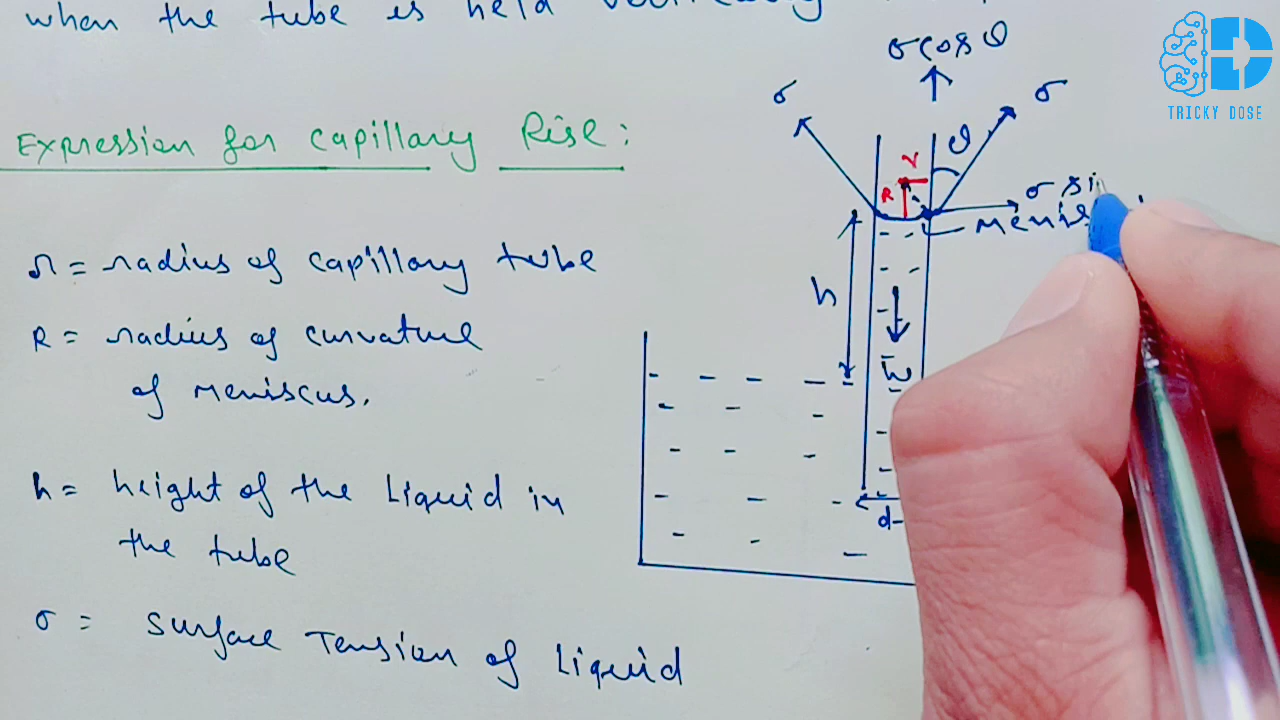 when the tube is held
σ cos θ
σ
σ
TRICKY DOSE
Expression for Capillary Rise:
θ
r
R
σ si
r = radius of capillary tube
h
R = radius of curvature
of Meniscus.
w
h = height of the Liquid in
the tube
d
σ = Surface Tension of Liquid